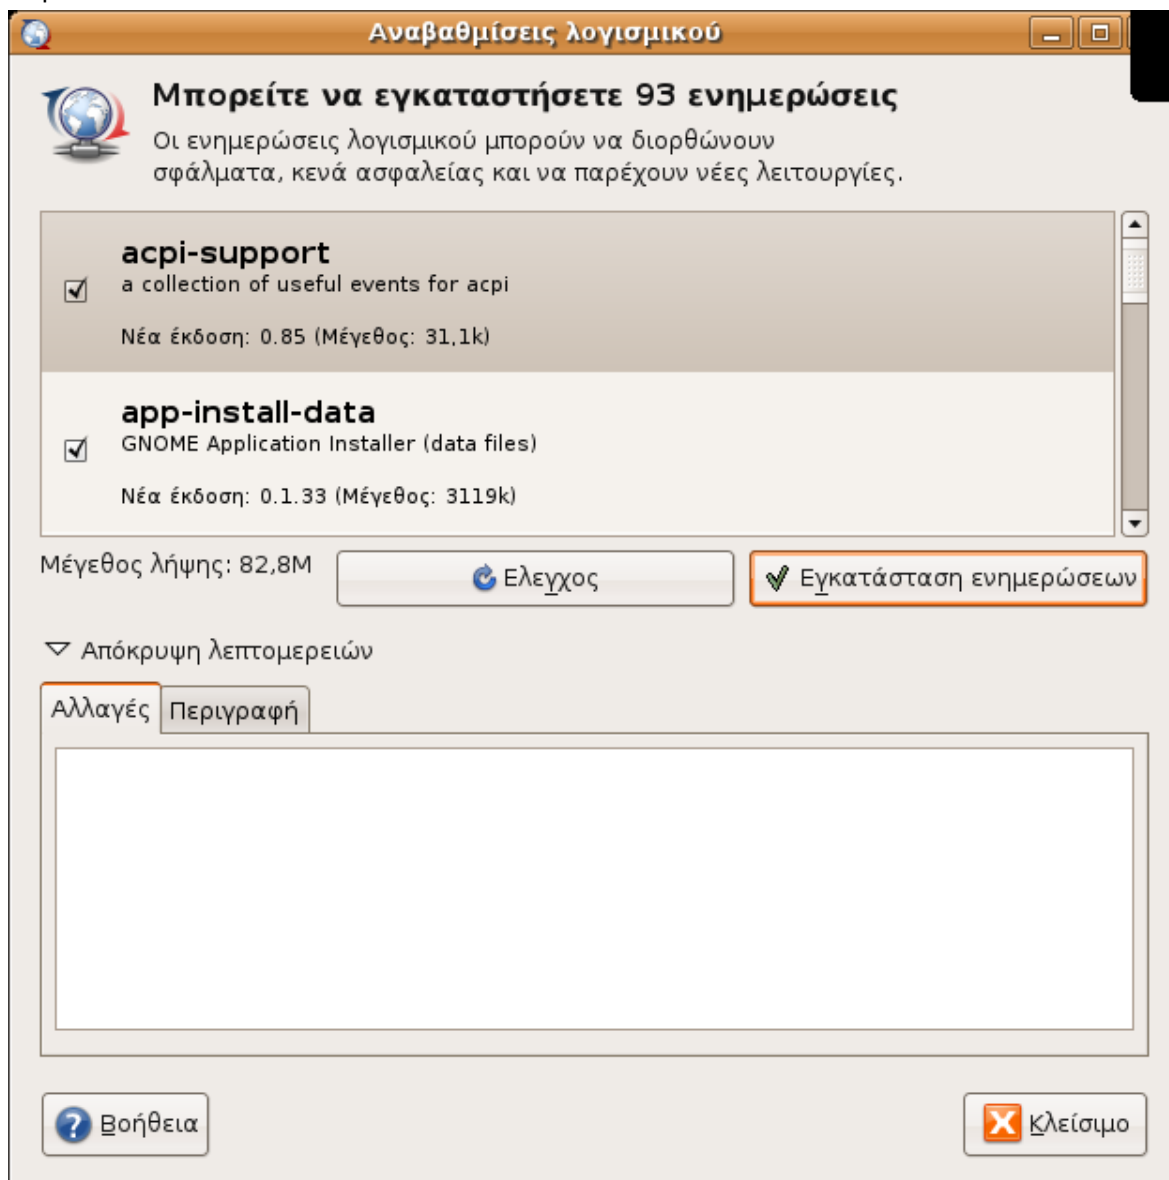 Αναβαθμίσεις λογισμικού
Μπορείτε να εγκαταστήσετε 93 ενημερώσεις
Οι ενημερώσεις λογισμικού μπορούν να διορθώνουν
σφάλματα, κενά ασφαλείας και να παρέχουν νέες λειτουργίες.
acpi-support
a collection of useful events for acpi
Νέα έκδοση: 0.85 (Μέγεθος: 31,1k)
app-install-data
GNOME Application Installer (data files)
Νέα έκδοση: 0.1.33 (Μέγεθος: 3119k)
Μέγεθος λήψης: 82,8M
Ελεγχος
Εγκατάσταση ενημερώσεων
Απόκρυψη λεπτομερειών
Αλλαγές
Περιγραφή
Βοήθεια
Κλείσιμο